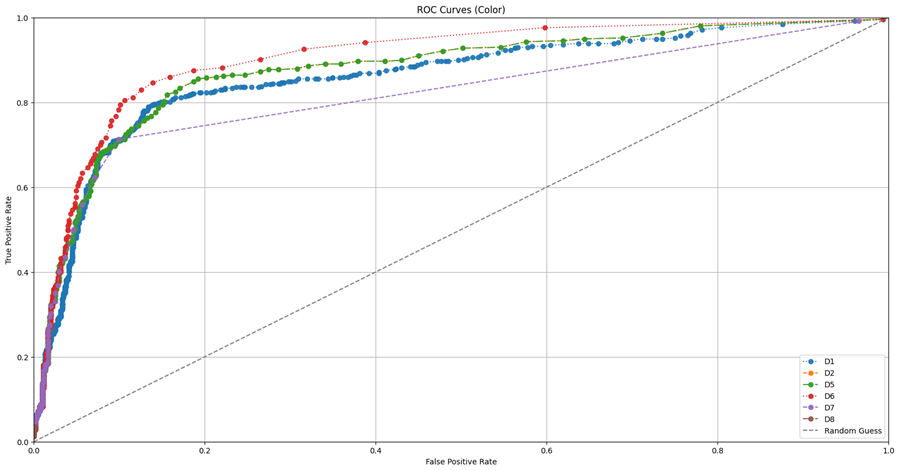 ROC Curves (Color)
1.0
0.8
0.6
0.4
0.2
0.0
True Positive Rate
0.0 0.2 0.4 0.6 0.8 1.0
False Positive Rate
D1
D2
D5
D6
D7
D8
Random Guess